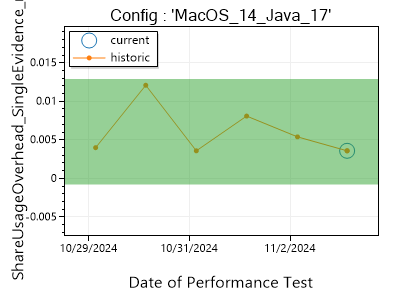 Config : 'MacOS_14_Java_17'
ShareUsageOverhead_SingleEvidence_
current
historic
0.015
0.01
0.005
0
-0.005
10/29/2024
10/31/2024
11/2/2024
Date of Performance Test